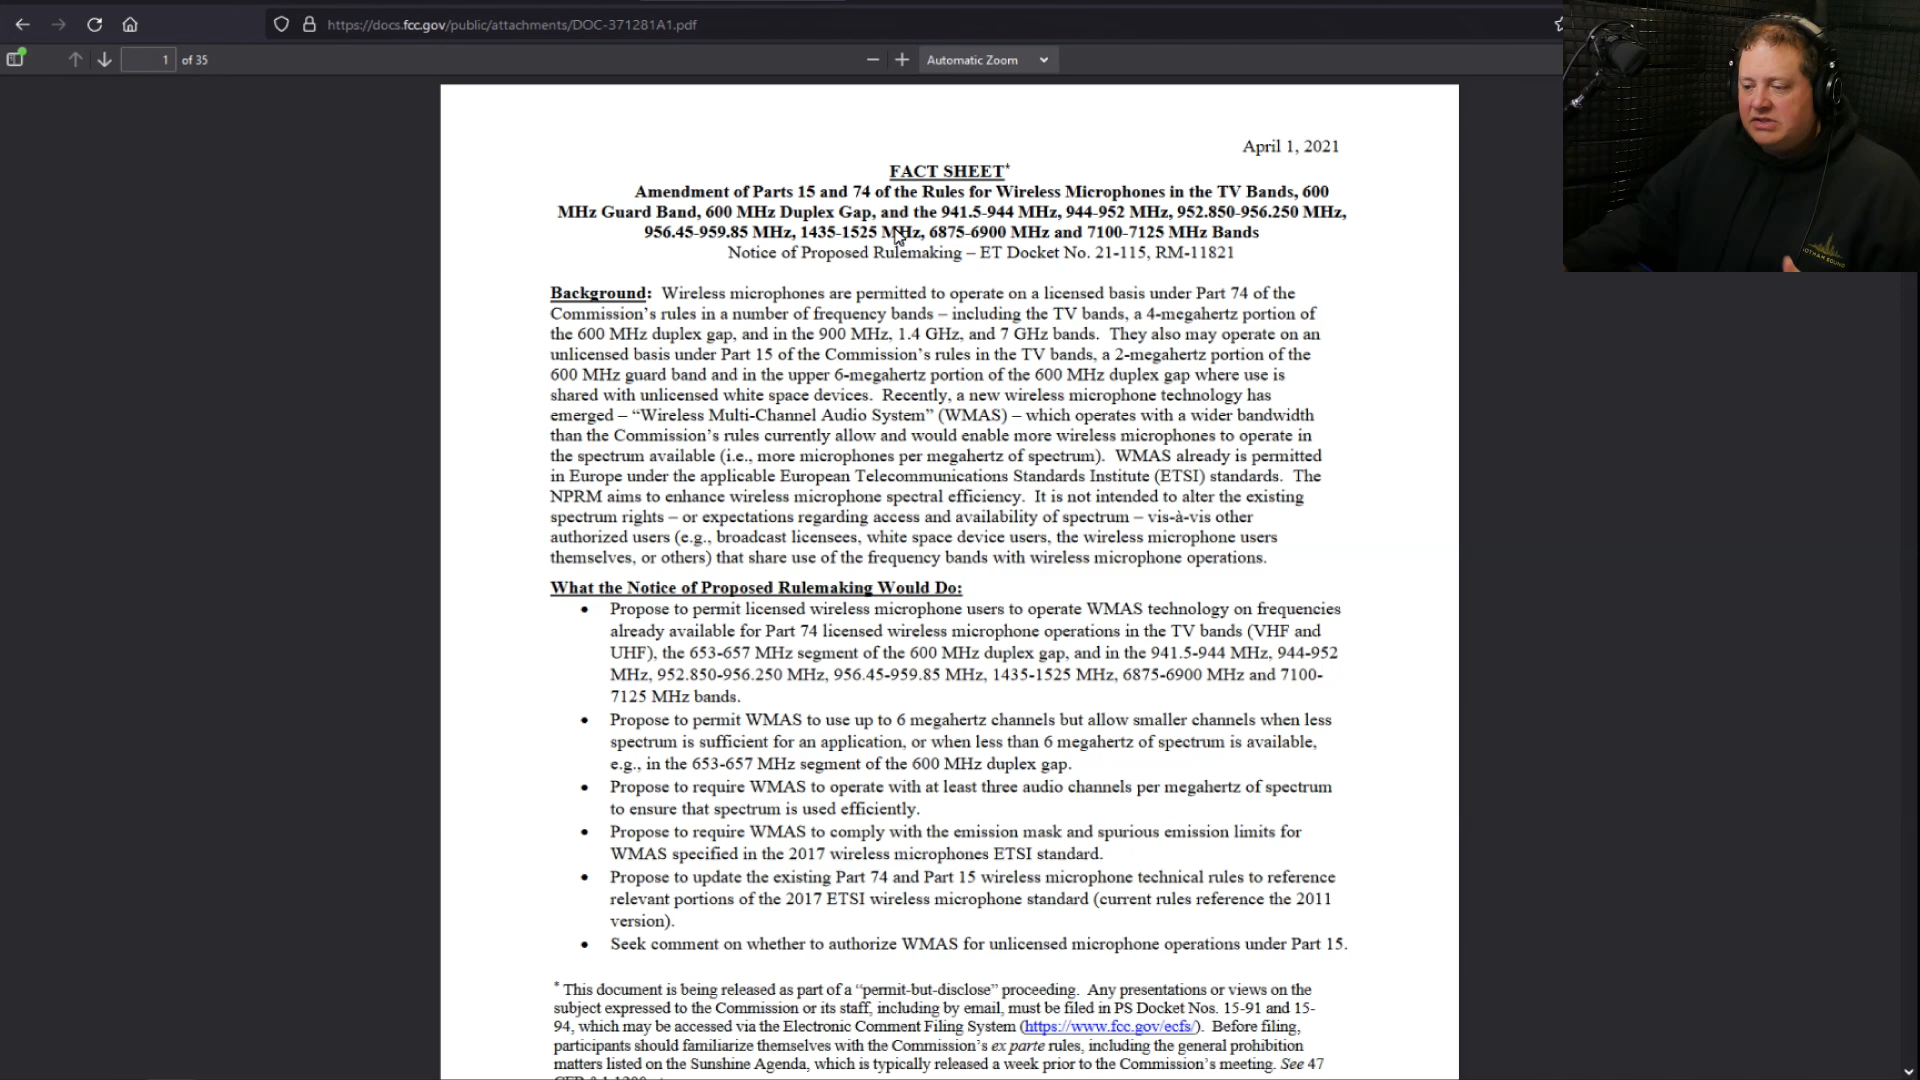 https://docs.fcc.gov/public/attachments/DOC-371281A1.pdf
1 of 35
Automatic Zoom
April 1, 2021
FACT SHEET*
Amendment of Parts 15 and 74 of the Rules for Wireless Microphones in the TV Bands, 600
MHz Guard Band, 600 MHz Duplex Gap, and the 941.5-944 MHz, 944-952 MHz, 952.850-956.250 MHz,
956.45-959.85 MHz, 1435-1525 MHz, 6875-6900 MHz and 7100-7125 MHz Bands
Notice of Proposed Rulemaking – ET Docket No. 21-115, RM-11821
Background: Wireless microphones are permitted to operate on a licensed basis under Part 74 of the
Commission’s rules in a number of frequency bands – including the TV bands, a 4-megahertz portion of
the 600 MHz duplex gap, and in the 900 MHz, 1.4 GHz, and 7 GHz bands. They also may operate on an
unlicensed basis under Part 15 of the Commission’s rules in the TV bands, a 2-megahertz portion of the
600 MHz guard band and in the upper 6-megahertz portion of the 600 MHz duplex gap where use is
shared with unlicensed white space devices. Recently, a new wireless microphone technology has
emerged – “Wireless Multi-Channel Audio System” (WMAS) – which operates with a wider bandwidth
than the Commission’s rules currently allow and would enable more wireless microphones to operate in
the spectrum available (i.e., more microphones per megahertz of spectrum). WMAS already is permitted
in Europe under the applicable European Telecommunications Standards Institute (ETSI) standards. The
NPRM aims to enhance wireless microphone spectral efficiency. It is not intended to alter the existing
spectrum rights – or expectations regarding access and availability of spectrum – vis-à-vis other
authorized users (e.g., broadcast licensees, white space device users, the wireless microphone users
themselves, or others) that share use of the frequency bands with wireless microphone operations.
What the Notice of Proposed Rulemaking Would Do:
• Propose to permit licensed wireless microphone users to operate WMAS technology on frequencies
already available for Part 74 licensed wireless microphone operations in the TV bands (VHF and
UHF), the 653-657 MHz segment of the 600 MHz duplex gap, and in the 941.5-944 MHz, 944-952
MHz, 952.850-956.250 MHz, 956.45-959.85 MHz, 1435-1525 MHz, 6875-6900 MHz and 7100-
7125 MHz bands.
• Propose to permit WMAS to use up to 6 megahertz channels but allow smaller channels when less
spectrum is sufficient for an application, or when less than 6 megahertz of spectrum is available,
e.g., in the 653-657 MHz segment of the 600 MHz duplex gap.
• Propose to require WMAS to operate with at least three audio channels per megahertz of spectrum
to ensure that spectrum is used efficiently.
• Propose to require WMAS to comply with the emission mask and spurious emission limits for
WMAS specified in the 2017 wireless microphones ETSI standard.
• Propose to update the existing Part 74 and Part 15 wireless microphone technical rules to reference
relevant portions of the 2017 ETSI wireless microphone standard (current rules reference the 2011
version).
• Seek comment on whether to authorize WMAS for unlicensed microphone operations under Part 15.
* This document is being released as part of a “permit-but-disclose” proceeding. Any presentations or views on the
subject expressed to the Commission or its staff, including by email, must be filed in PS Docket Nos. 15-91 and 15-
94, which may be accessed via the Electronic Comment Filing System (https://www.fcc.gov/ecfs/). Before filing,
participants should familiarize themselves with the Commission’s ex parte rules, including the general prohibition
matters listed on the Sunshine Agenda, which is typically released a week prior to the Commission’s meeting. See 47
GOTHAM SOUND